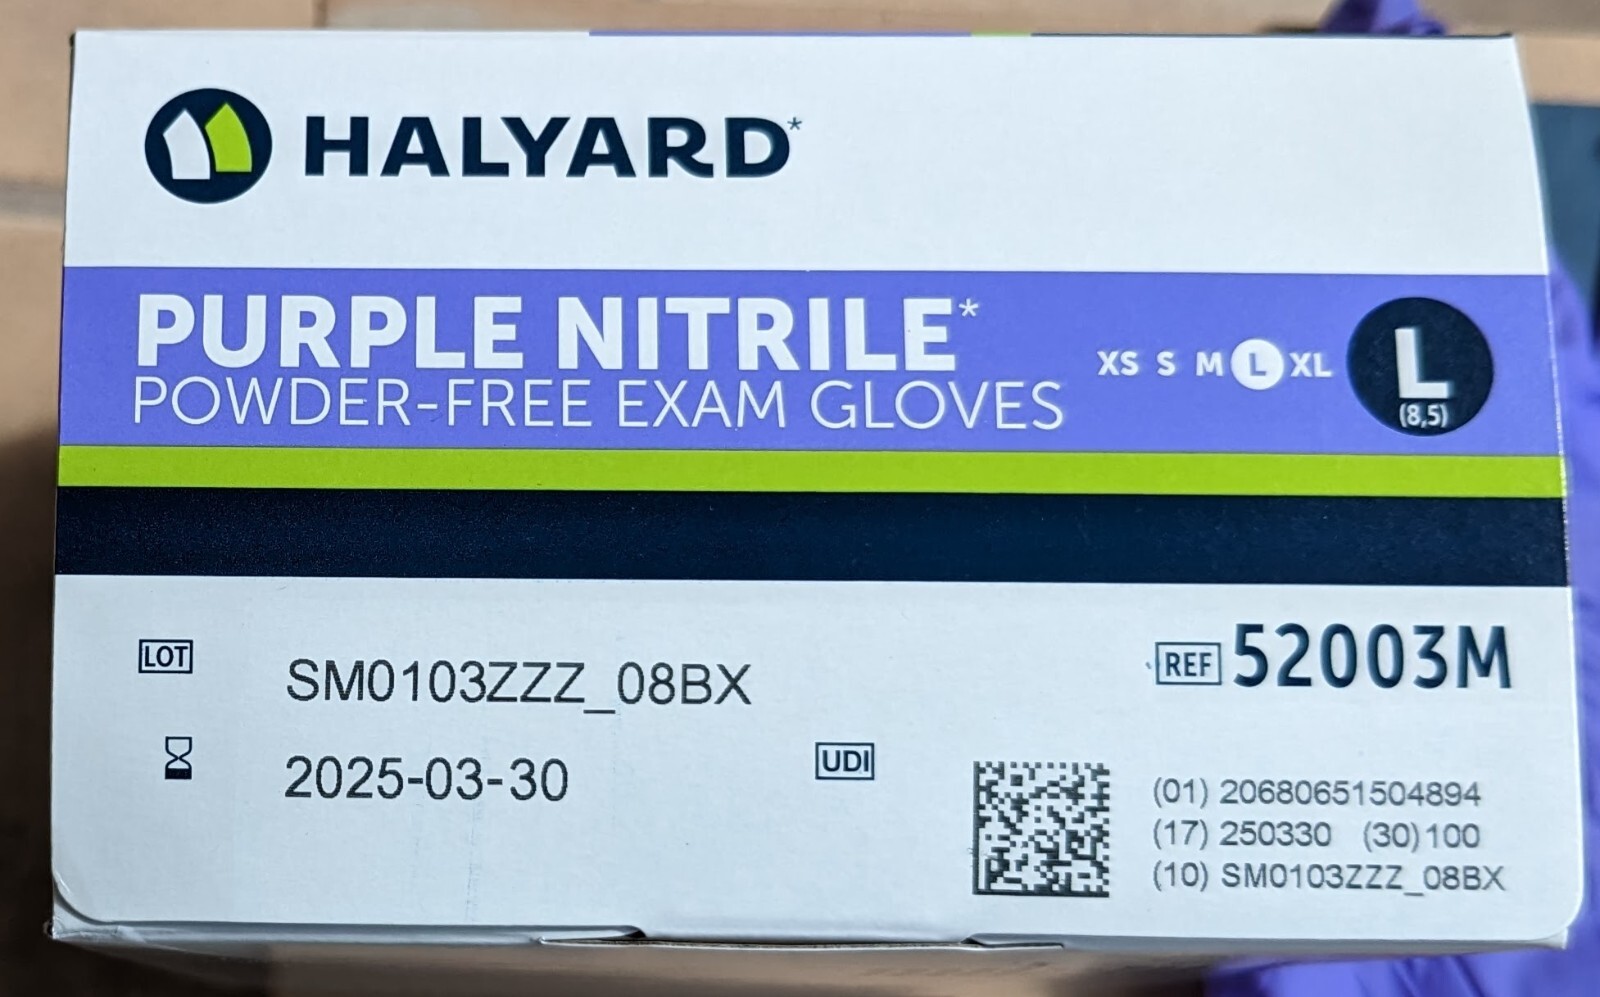 HALYARD*
PURPLE NITRILE*
POWDER-FREE EXAM GLOVES
XS S M L XL
L
(8,5)
LOT SM0103ZZZ_08BX
REF 52003M
2025-03-30
UDI
(01) 20680651504894
(17) 250330 (30)100
(10) SM0103ZZZ_08BX